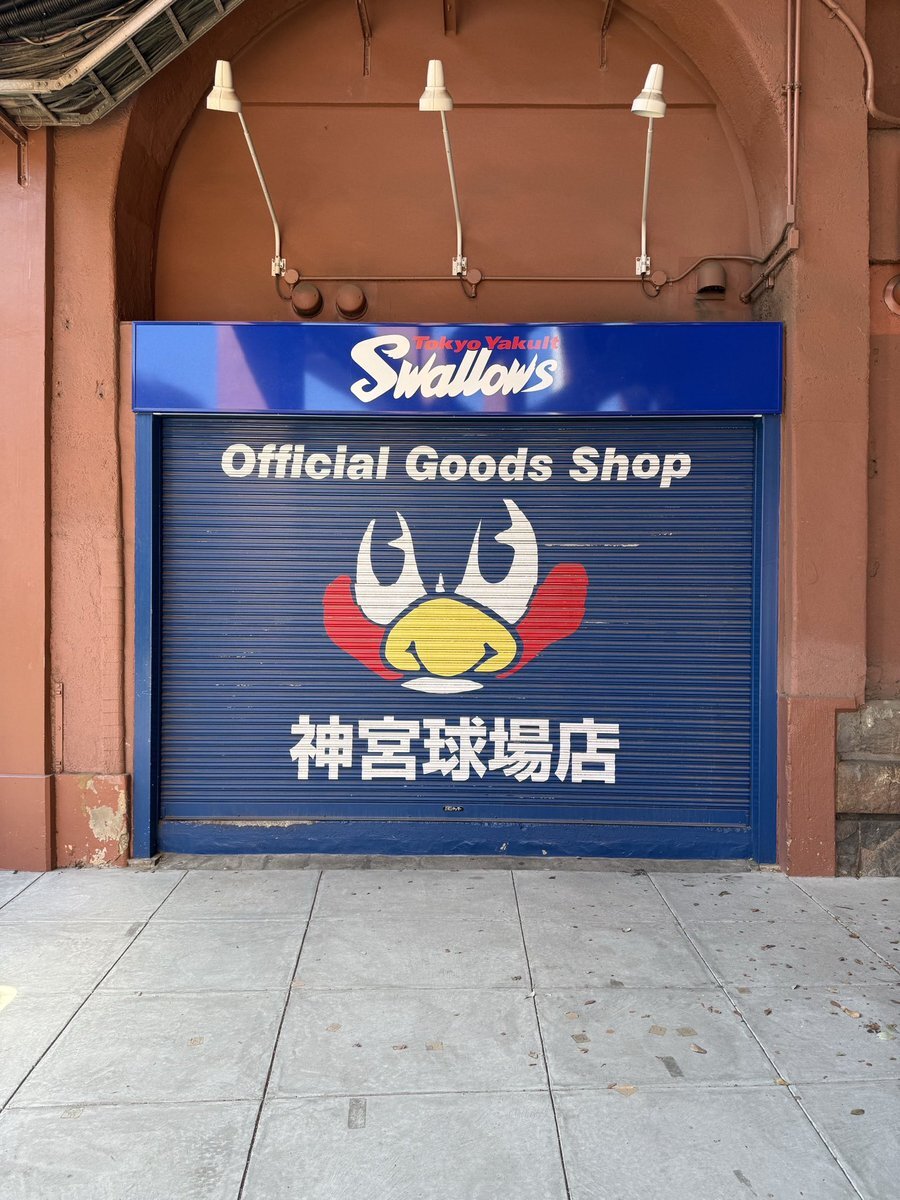 Tokyo Yakult
Swallows
Official Goods Shop
神宮球場店